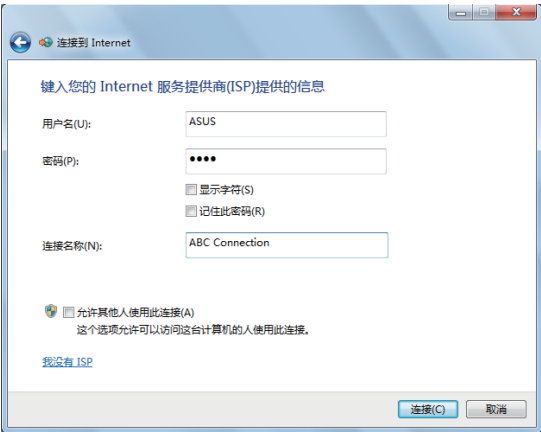 连接到 Internet
键入您的 Internet 服务提供商(ISP)提供的信息
用户名(U):
ASUS
密码(P):
●●●●
显示字符(S)
记住此密码(R)
连接名称(N):
ABC Connection
允许其他人使用此连接(A)
这个选项允许可以访问这台计算机的人使用此连接。
我没有 ISP
连接(C)
取消